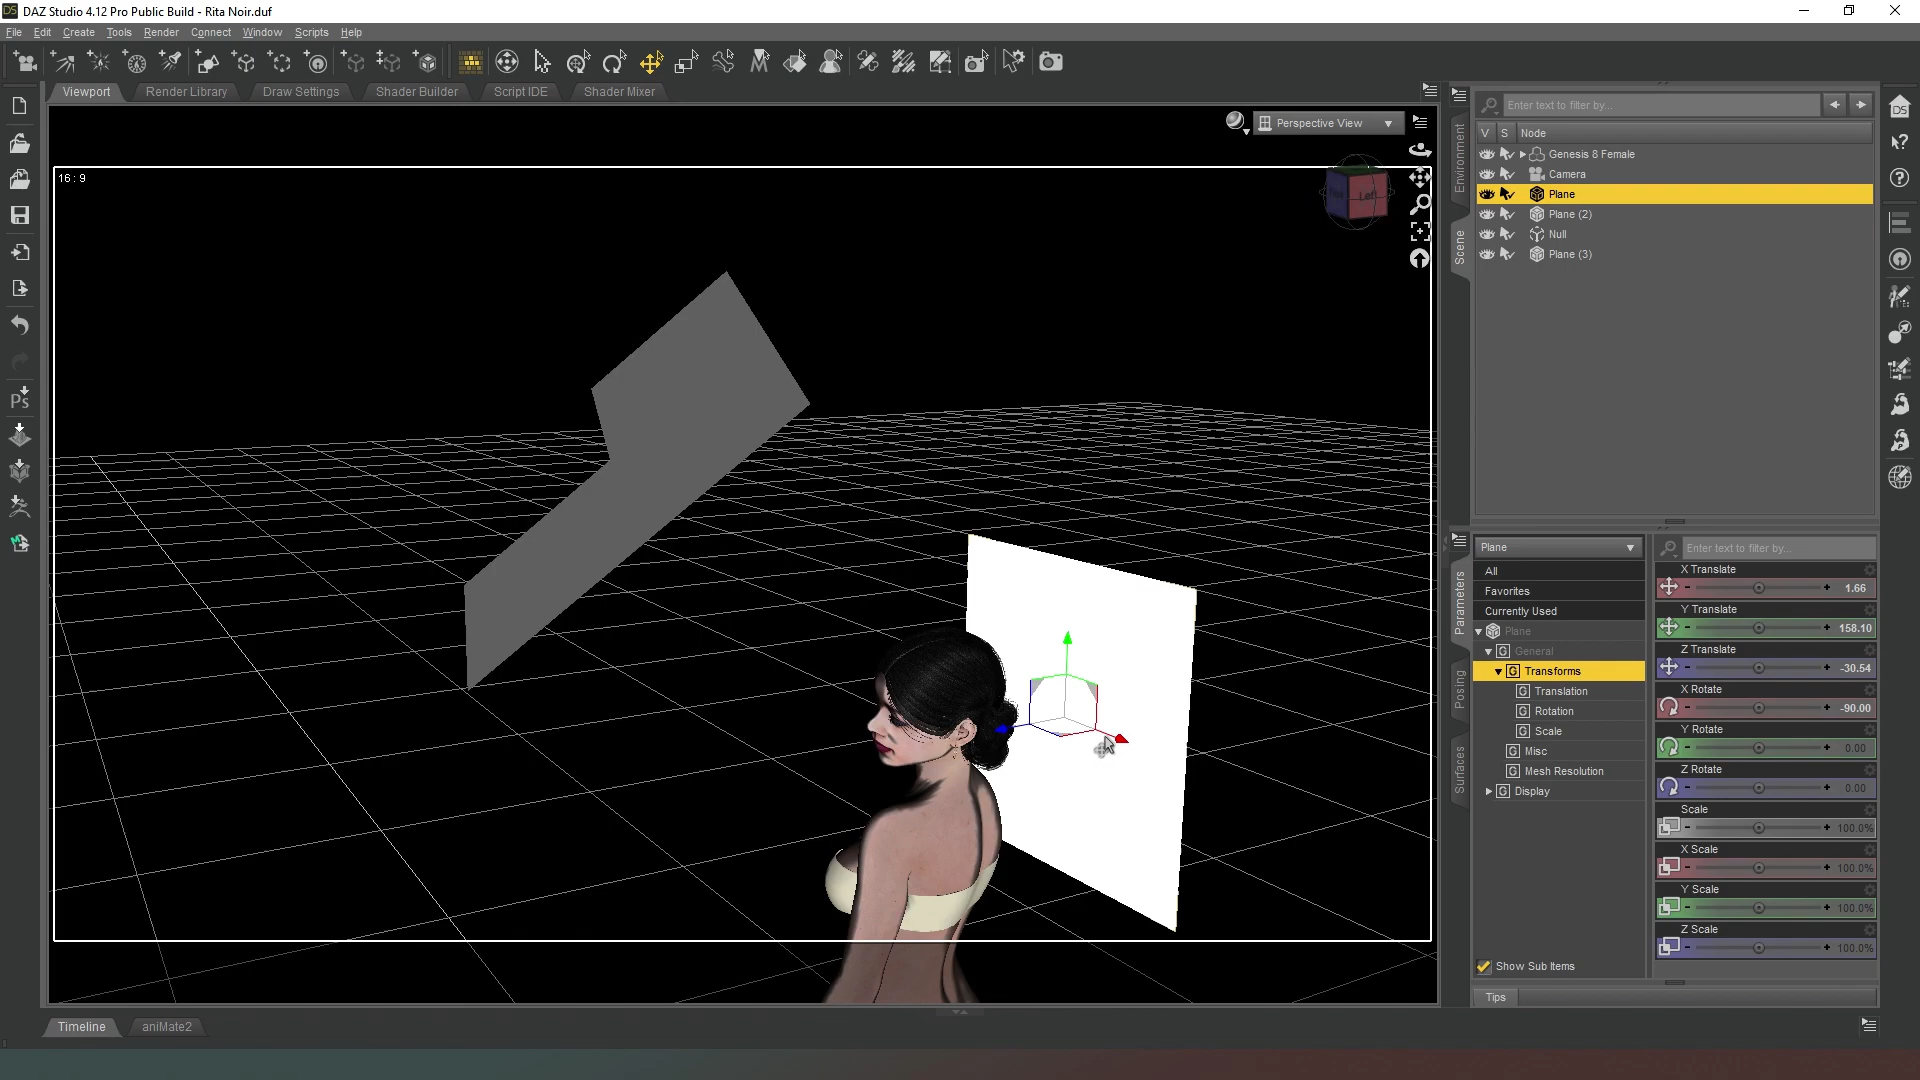 DAZ Studio 4.12 Pro Public Build - Rita Noir.duf
File Edit Create Tools Render Connect Window Scripts Help
Viewport Render Library Draw Settings Shader Builder Script IDE Shader Mixer
Perspective View
16 : 9
Left
Ps
Environment
Scene
Enter text to filter by...
V S Node
Genesis 8 Female
Camera
Plane
Plane (2)
Null
Plane (3)
DS
Parameters
Posing
Surfaces
Plane
All
Favorites
Currently Used
Plane
G General
G Transforms
G Translation
G Rotation
G Scale
G Misc
G Mesh Resolution
G Display
Show Sub Items
Enter text to filter by...
X Translate
1.66
Y Translate
158.10
Z Translate
-30.54
X Rotate
-90.00
Y Rotate
0.00
Z Rotate
0.00
Scale
100.0%
X Scale
100.0%
Y Scale
100.0%
Z Scale
100.0%
Tips
Timeline aniMate2